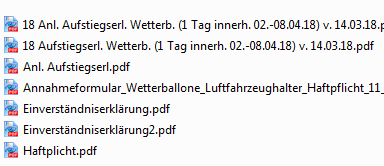 18 Anl. Aufstiegserl. Wetterb. (1 Tag innerh. 02.-08.04.18) v. 14.03.18.pdf
18 Aufstiegserl. Wetterb. (1 Tag innerh. 02.-08.04.18) v. 14.03.18.pdf
Anl. Aufstiegserl.pdf
Annahmeformular_Wetterballone_Luftfahrzeughalter_Haftpflicht_11_
Einverständniserklärung.pdf
Einverständniserklärung2.pdf
Haftplicht.pdf